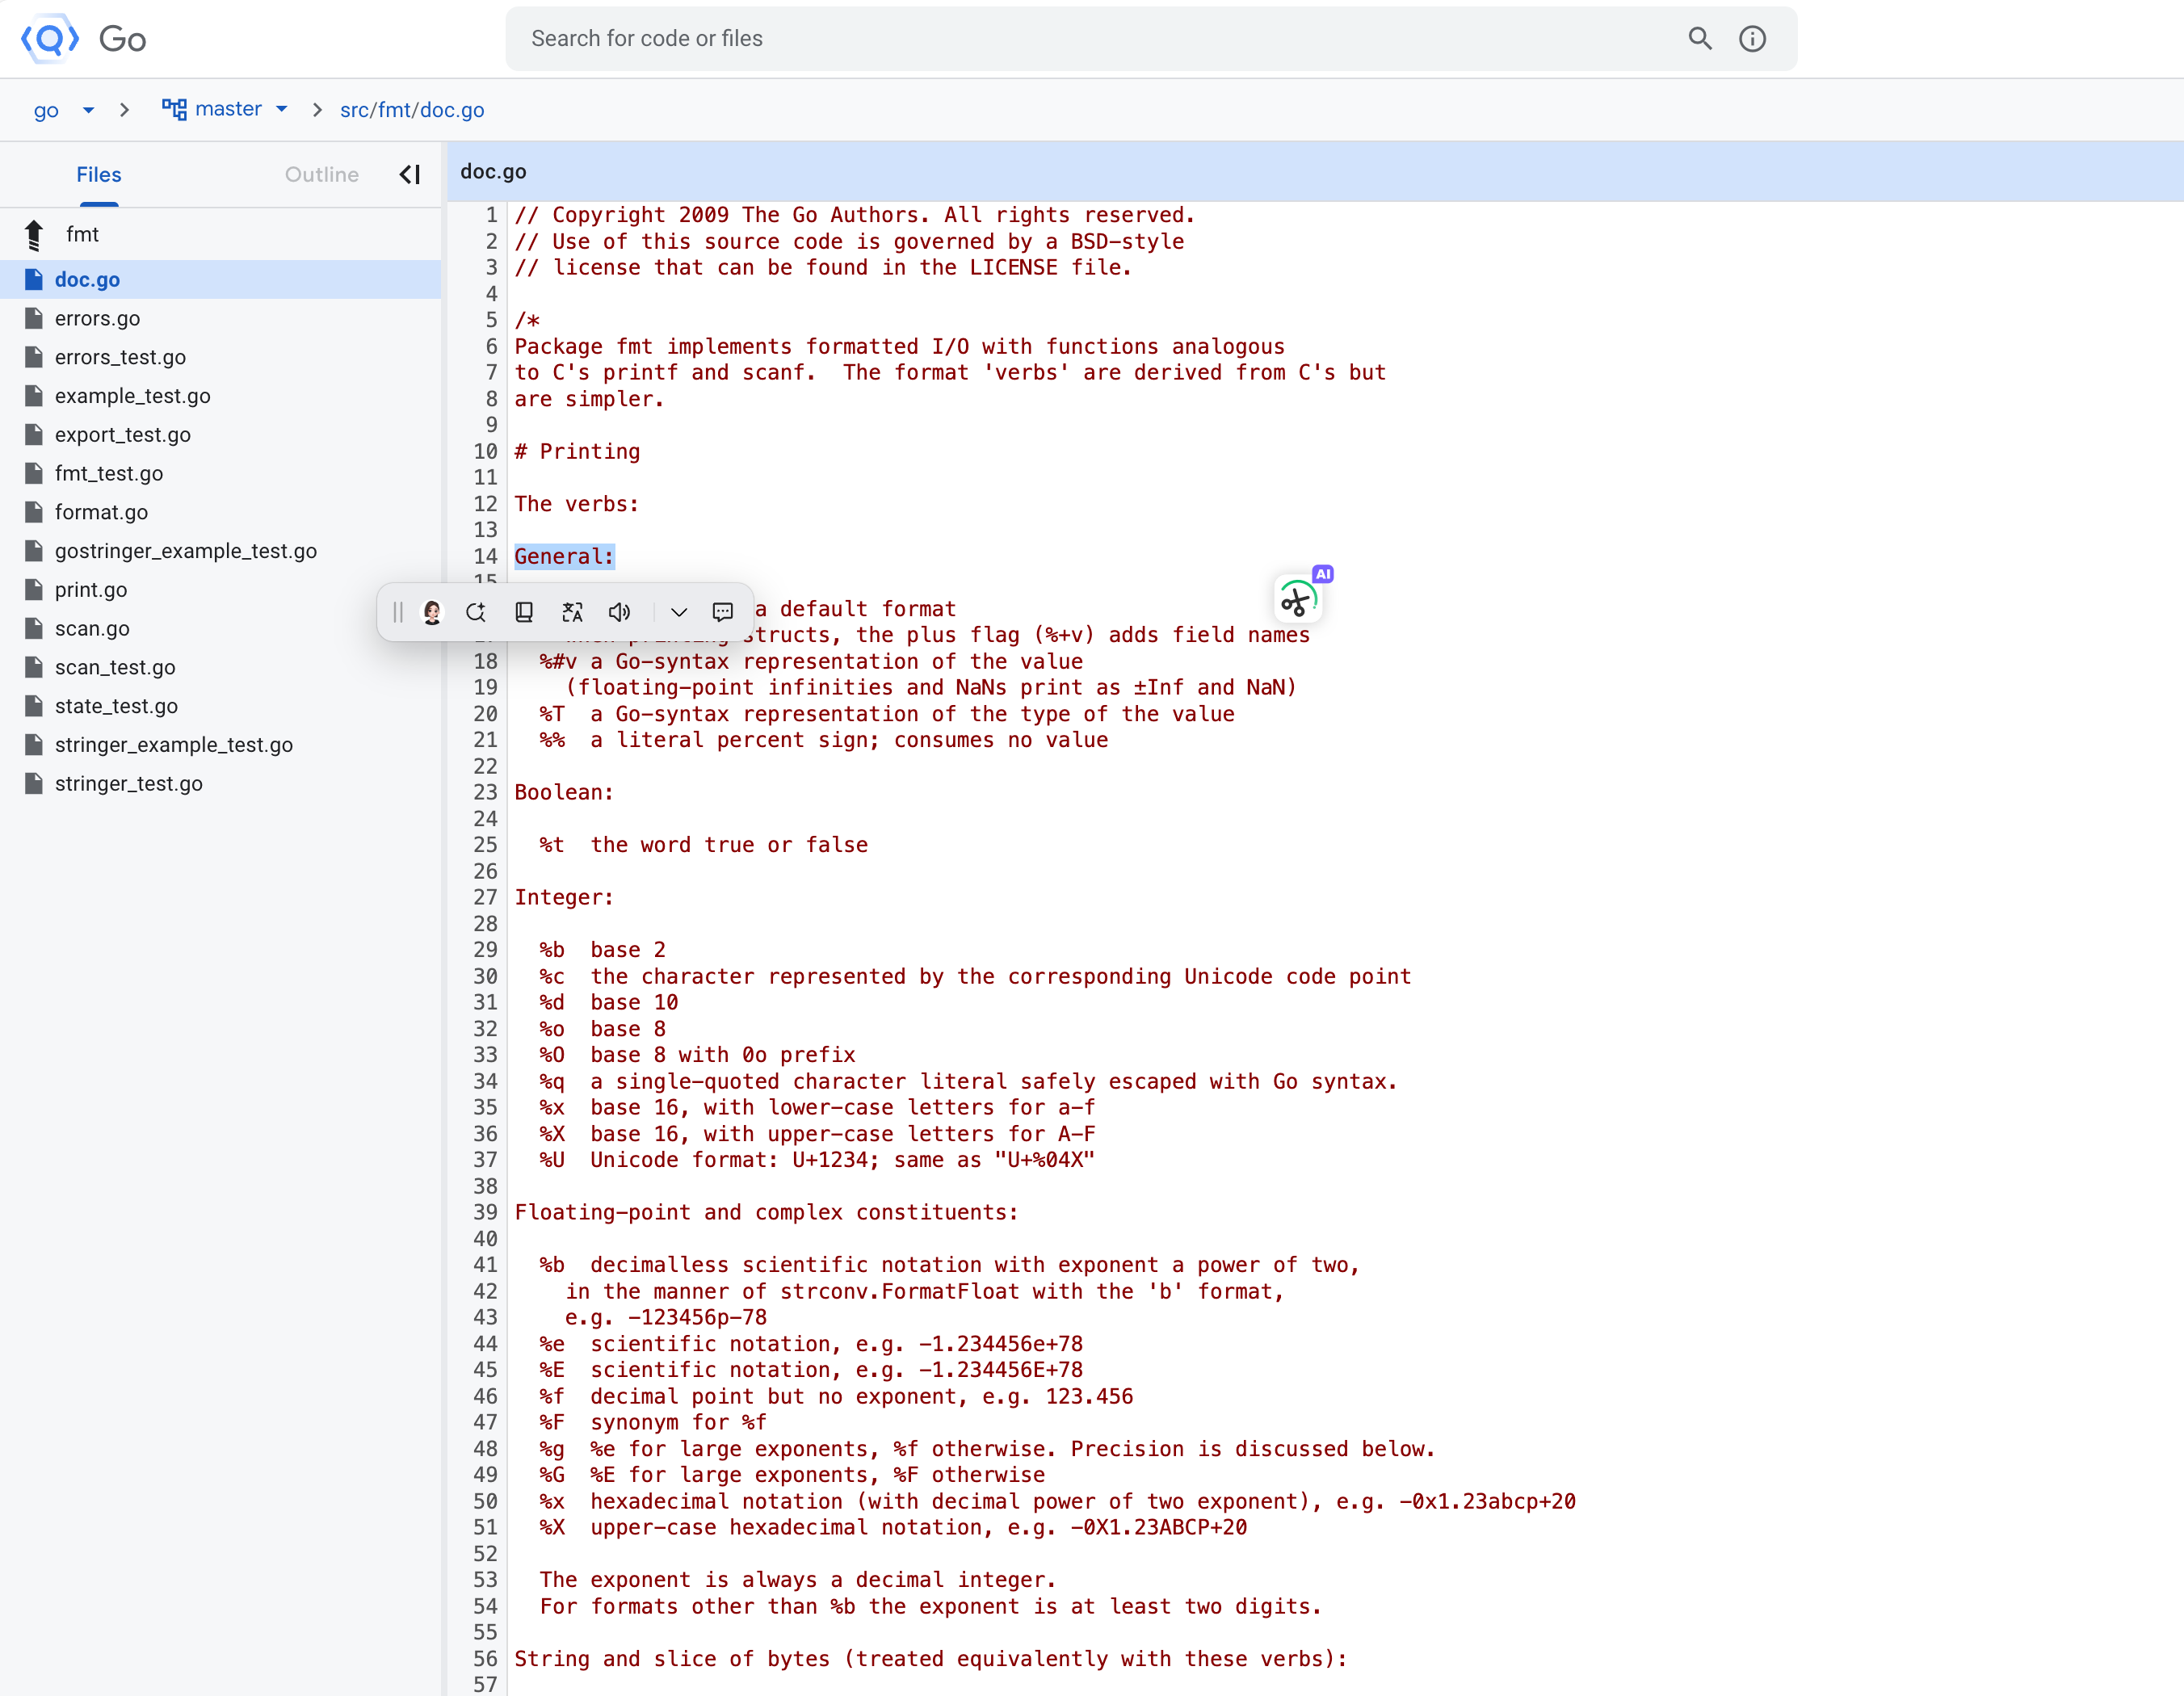 Go
Search for code or files
go
master
src/fmt/doc.go
Files
Outline
fmt
doc.go
errors.go
errors_test.go
example_test.go
export_test.go
fmt_test.go
format.go
gostringer_example_test.go
print.go
scan.go
scan_test.go
state_test.go
stringer_example_test.go
stringer_test.go
doc.go
1 // Copyright 2009 The Go Authors. All rights reserved.
2 // Use of this source code is governed by a BSD-style
3 // license that can be found in the LICENSE file.
4
5 /*
6 Package fmt implements formatted I/O with functions analogous
7 to C's printf and scanf.  The format 'verbs' are derived from C's but
8 are simpler.
9
10 # Printing
11
12 The verbs:
13
14 General:
15
a default format
structs, the plus flag (%+v) adds field names
18   %#v a Go-syntax representation of the value
19     (floating-point infinities and NaNs print as ±Inf and NaN)
20   %T  a Go-syntax representation of the type of the value
21   %%  a literal percent sign; consumes no value
22
23 Boolean:
24
25   %t  the word true or false
26
27 Integer:
28
29   %b  base 2
30   %c  the character represented by the corresponding Unicode code point
31   %d  base 10
32   %o  base 8
33   %O  base 8 with 0o prefix
34   %q  a single-quoted character literal safely escaped with Go syntax.
35   %x  base 16, with lower-case letters for a-f
36   %X  base 16, with upper-case letters for A-F
37   %U  Unicode format: U+1234; same as "U+%04X"
38
39 Floating-point and complex constituents:
40
41   %b  decimalless scientific notation with exponent a power of two,
42     in the manner of strconv.FormatFloat with the 'b' format,
43     e.g. -123456p-78
44   %e  scientific notation, e.g. -1.234456e+78
45   %E  scientific notation, e.g. -1.234456E+78
46   %f  decimal point but no exponent, e.g. 123.456
47   %F  synonym for %f
48   %g  %e for large exponents, %f otherwise. Precision is discussed below.
49   %G  %E for large exponents, %F otherwise
50   %x  hexadecimal notation (with decimal power of two exponent), e.g. -0x1.23abcp+20
51   %X  upper-case hexadecimal notation, e.g. -0X1.23ABCP+20
52
53   The exponent is always a decimal integer.
54   For formats other than %b the exponent is at least two digits.
55
56 String and slice of bytes (treated equivalently with these verbs):
57
AI